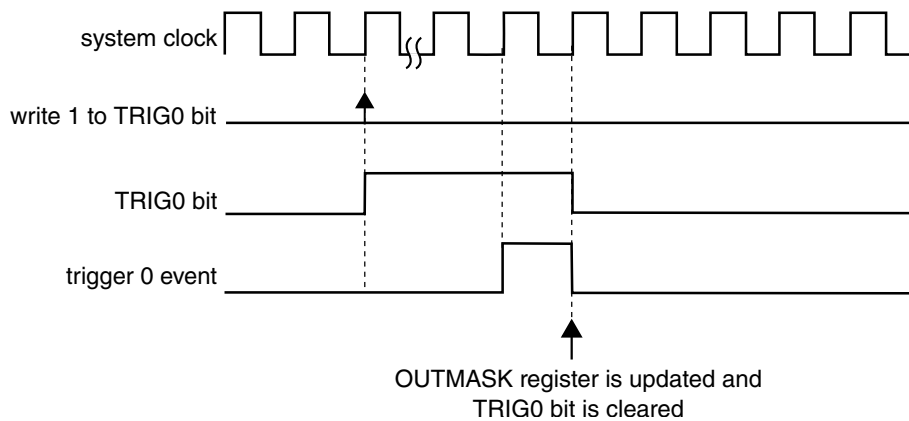 system clock
write 1 to TRIG0 bit
TRIG0 bit
trigger 0 event
OUTMASK register is updated and
TRIG0 bit is cleared